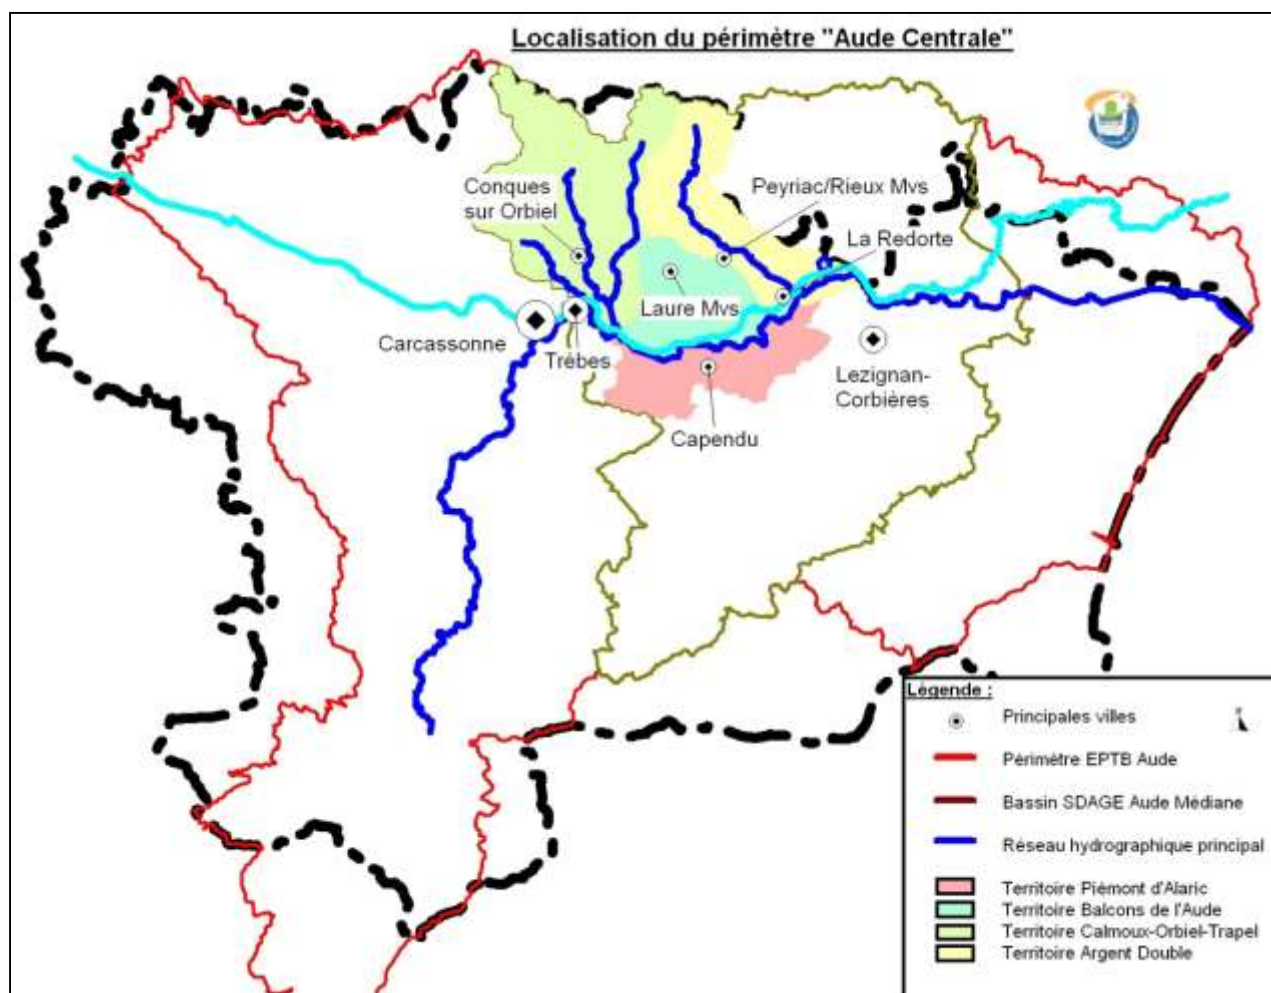 Localisation du périmètre "Aude Centrale"
Conques
sur Orbiel
Peyriac/Rieux Mvs
La Redorte
Laure Mvs
Carcassonne
Trèbes
Lezignan-
Corbières
Capendu
Légende :
Principales villes
Périmètre EPTB Aude
Bassin SDAGE Aude Médiane
Réseau hydrographique principal
Territoire Piémont d'Alaric
Territoire Balcons de l'Aude
Territoire Calmoux-Orbiel-Trapel
Territoire Argent Double